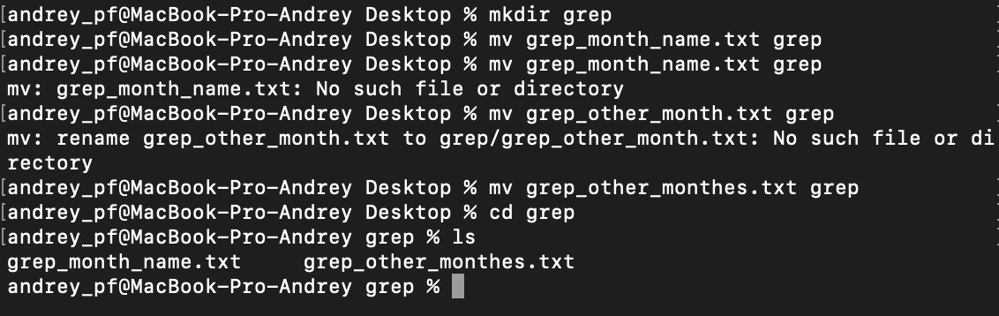 [andrey_pf@MacBook-Pro-Andrey Desktop % mkdir grep
[andrey_pf@MacBook-Pro-Andrey Desktop % mv grep_month_name.txt grep
[andrey_pf@MacBook-Pro-Andrey Desktop % mv grep_month_name.txt grep
mv: grep_month_name.txt: No such file or directory
[andrey_pf@MacBook-Pro-Andrey Desktop % mv grep_other_month.txt grep
mv: rename grep_other_month.txt to grep/grep_other_month.txt: No such file or di
rectory
[andrey_pf@MacBook-Pro-Andrey Desktop % mv grep_other_monthes.txt grep
[andrey_pf@MacBook-Pro-Andrey Desktop % cd grep
[andrey_pf@MacBook-Pro-Andrey grep % ls
grep_month_name.txt     grep_other_monthes.txt
andrey_pf@MacBook-Pro-Andrey grep %